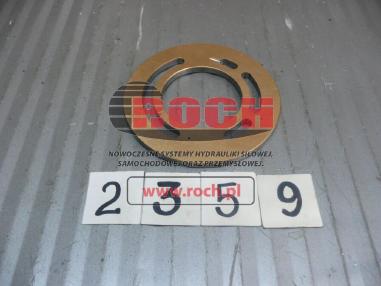 ROCH
NOWOCZESNE SYSTEMY HYDRAULIKI SIŁOWEJ,
SAMOCHODOWEJ ORAZ PRZEMYSŁOWEJ.
www.roch.pl
2 3 5 9